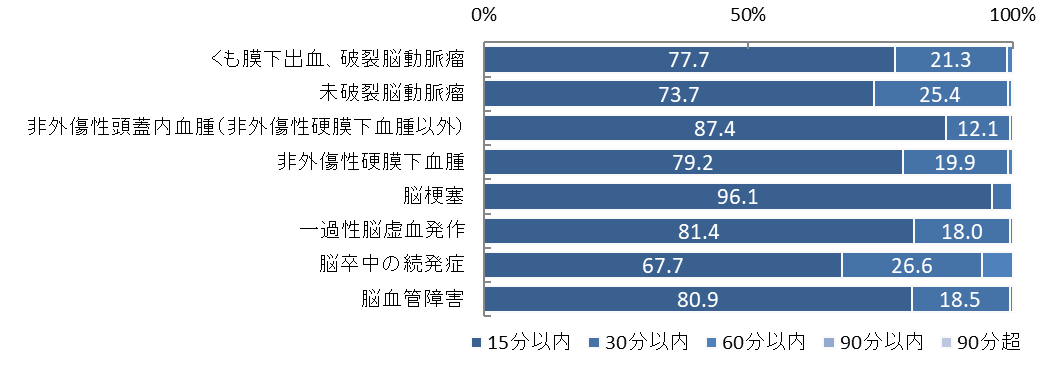 0% 50% 100%
くも膜下出血、破裂脳動脈瘤 77.7 21.3
未破裂脳動脈瘤 73.7 25.4
非外傷性頭蓋内血腫（非外傷性硬膜下血腫以外） 87.4 12.1
非外傷性硬膜下血腫 79.2 19.9
脳梗塞 96.1
一過性脳虚血発作 81.4 18.0
脳卒中の続発症 67.7 26.6
脳血管障害 80.9 18.5
15分以内 30分以内 60分以内 90分以内 90分超